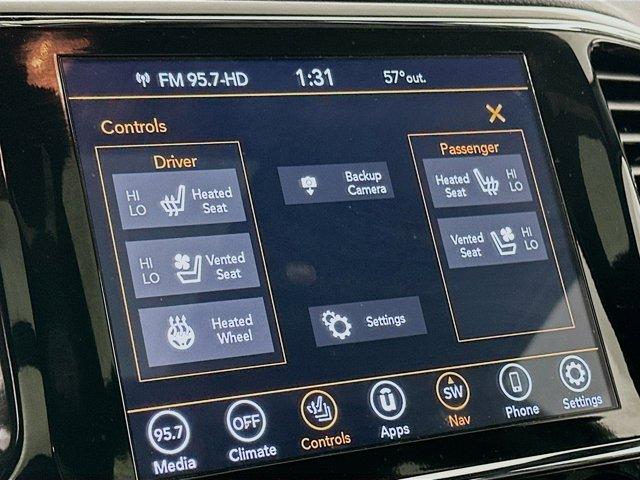 FM 95.7-HD 1:31 57° out.
Controls
Driver
HI
LO
Heated
Seat
HI
LO
Vented
Seat
Heated
Wheel
Backup
Camera
Settings
Passenger
Heated
Seat
HI
LO
Vented
Seat
HI
LO
95.7
Media
OFF
Climate
Controls
U
Apps
SW
Nav
Phone
Settings